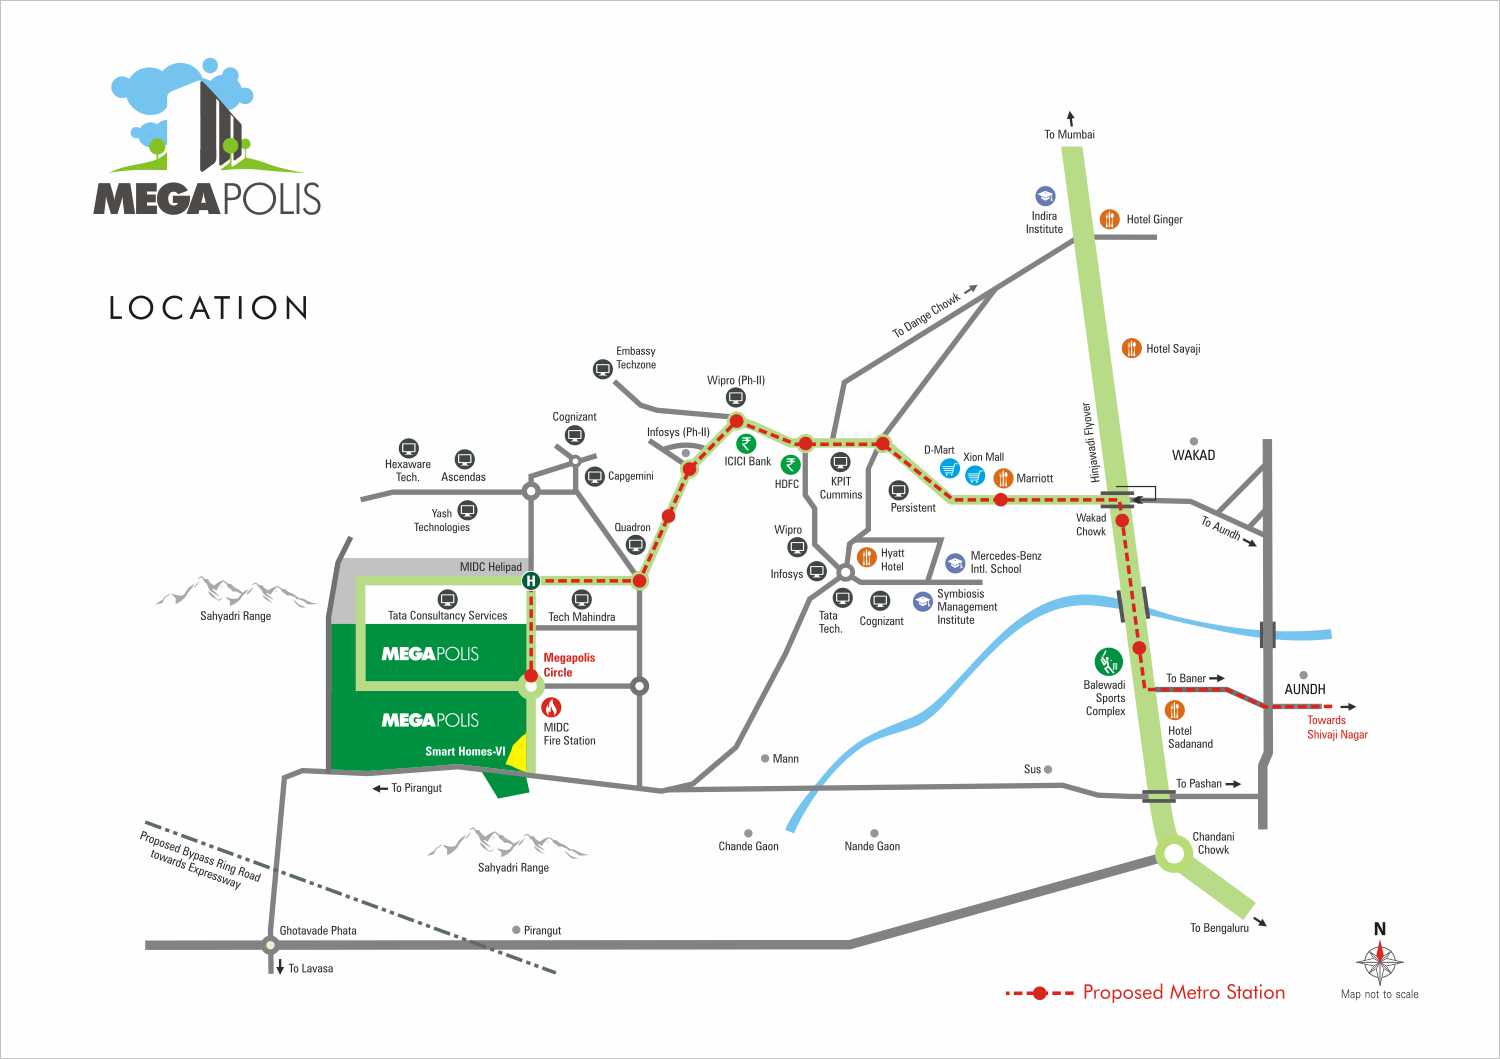 MEGAPOLIS
LOCATION
To Mumbai
Indira
Institute
Hotel Ginger
To Dange Chowk
Hotel Sayaji
Embassy
Techzone
Wipro (Ph-II)
Cognizant
Infosys (Ph-II)
Hinjawadi Flyover
Hexaware
Tech.
Ascendas
Capgemini
ICICI Bank
HDFC
KPIT
Cummins
D-Mart
Xion Mall
Marriott
WAKAD
Persistent
Yash
Technologies
Quadron
Wakad
Chowk
To Aundh
Wipro
Infosys
Hyatt
Hotel
Mercedes-Benz
Intl. School
MIDC Helipad
H
Tata Consultancy Services
Tech Mahindra
Tata
Tech.
Cognizant
Symbiosis
Management
Institute
Sahyadri Range
MEGAPOLIS
Megapolis
Circle
MEGAPOLIS
MIDC
Fire Station
Smart Homes-VI
Balewadi
Sports
Complex
To Baner
AUNDH
Towards
Shivaji Nagar
Hotel
Sadanand
Mann
Sus
To Pashan
To Pirangut
Chande Gaon
Nande Gaon
Chandani
Chowk
Proposed Bypass Ring Road
towards Expressway
Sahyadri Range
Ghotavade Phata
Pirangut
To Bengaluru
To Lavasa
N
Proposed Metro Station
Map not to scale